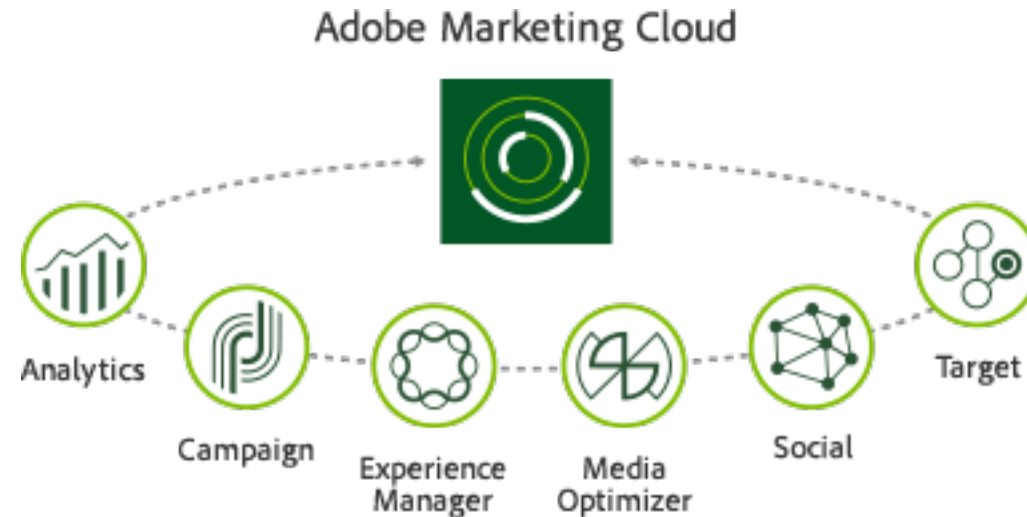 Adobe Marketing Cloud
Analytics
Campaign
Experience
Manager
Media
Optimizer
Social
Target